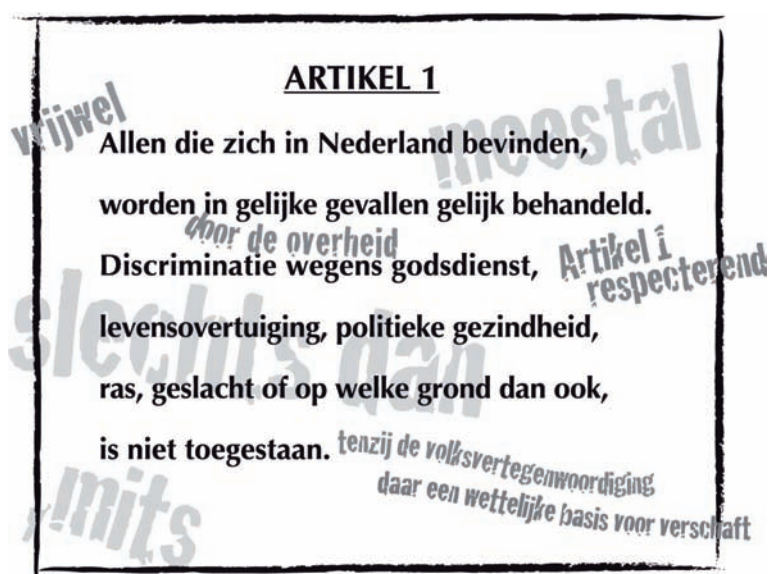 ARTIKEL 1
vrijwel
meestal
Allen die zich in Nederland bevinden,
worden in gelijke gevallen gelijk behandeld.
door de overheid
Artikel 1
respecterend
Discriminatie wegens godsdienst,
slechts dan
levensovertuiging, politieke gezindheid,
ras, geslacht of op welke grond dan ook,
is niet toegestaan.
tenzij de volksvertegenwoordiging
daar een wettelijke basis voor verschaft
mits